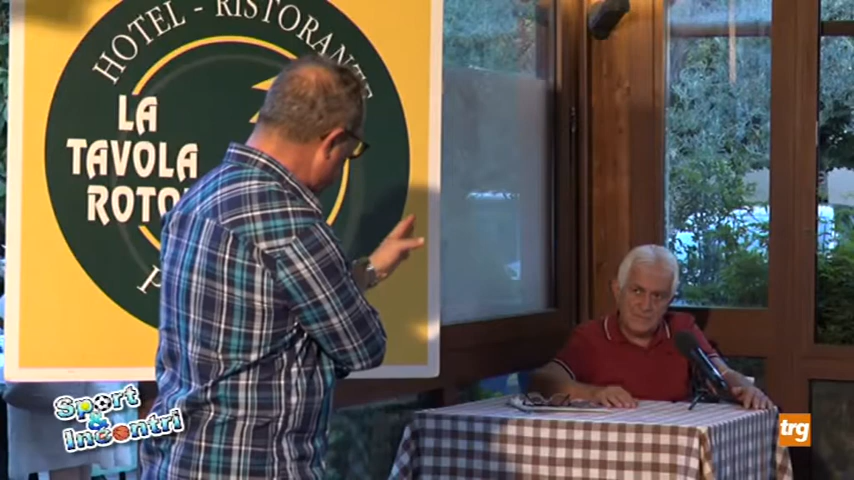 HOTEL - RISTORANTE
LA
TAVOLA
ROTO
P
Sport
&
Incontri
trg